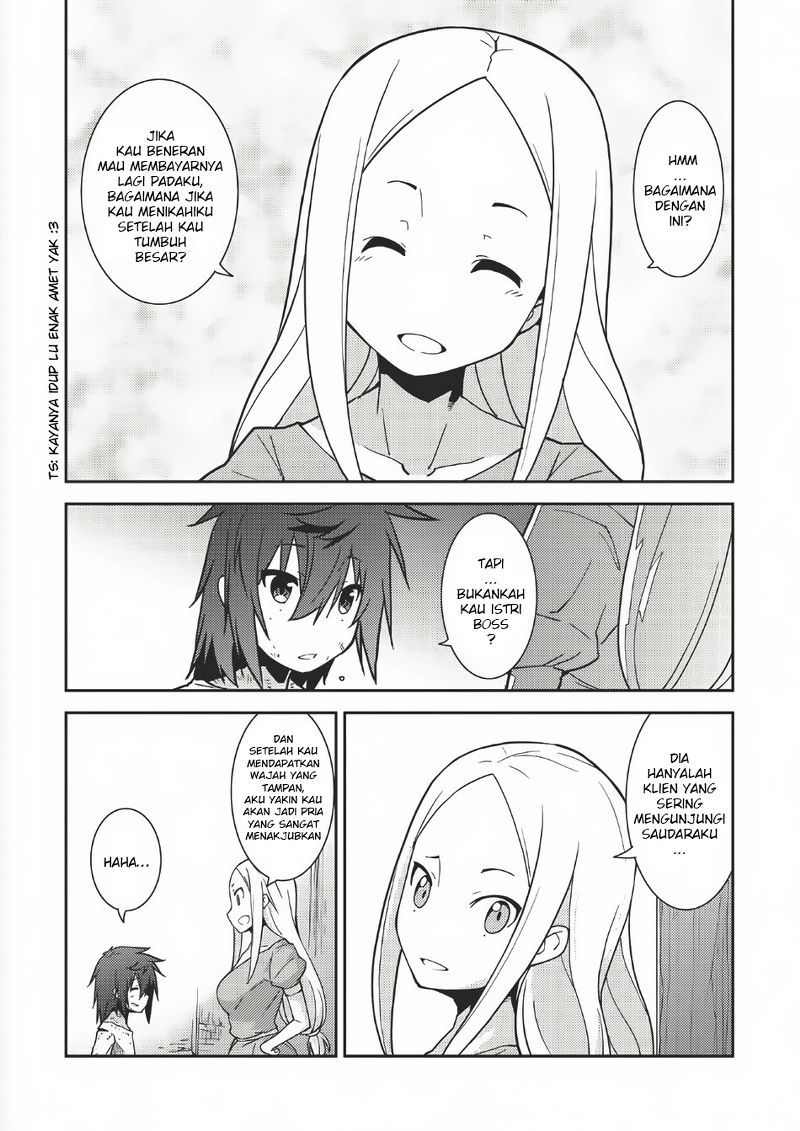 HMM
...
BAGAIMANA
DENGAN
INI?
JIKA
KAU BENERAN
MAU MEMBAYARNYA
LAGI PADAKU,
BAGAIMANA JIKA
KAU MENIKAHIKU
SETELAH KAU
TUMBUH
BESAR?
TS: KAYANYA IDUP LU ENAK AMET YAK :3
TAPI
...
BUKANKAH
KAU ISTRI
BOSS
?
DIA
HANYALAH
KLIEN YANG
SERING
MENGUNJUNGI
SAUDARAKU
...
DAN
SETELAH KAU
MENDAPATKAN
WAJAH YANG
TAMPAN,
AKU YAKIN KAU
AKAN JADI PRIA
YANG SANGAT
MENAKJUBKAN
HAHA...